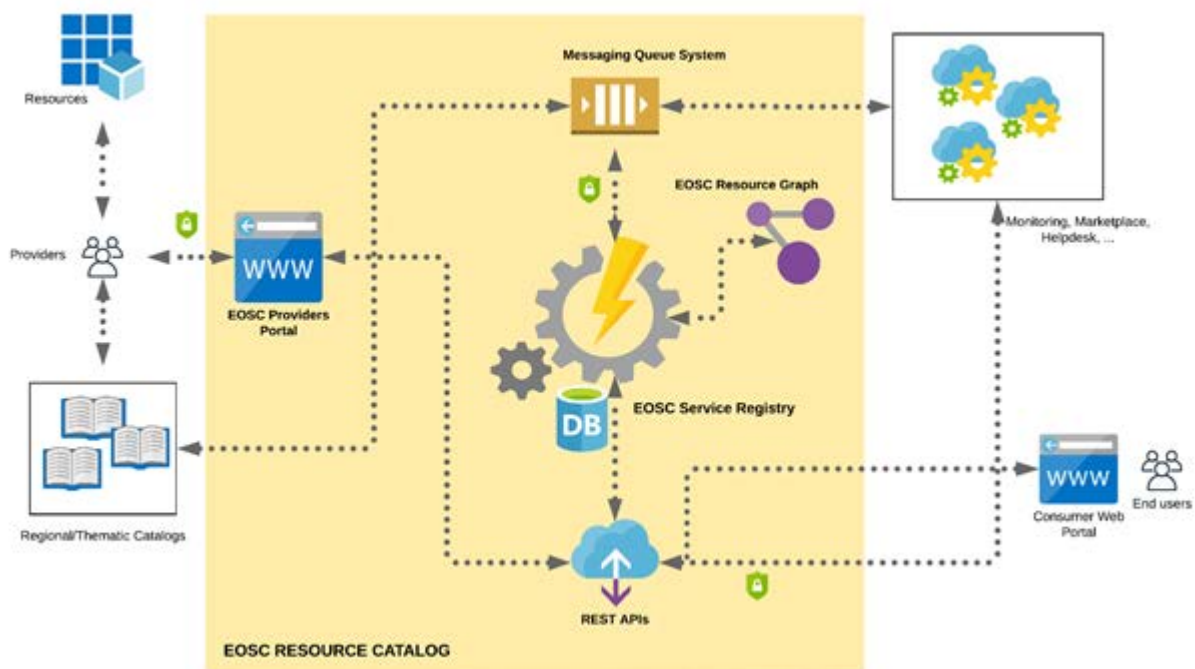 Messaging Queue System
Resources
EOSC Resource Graph
Monitoring, Marketplace,
Helpdesk, ...
Providers
WWW
EOSC Providers
Portal
EOSC Service Registry
DB
WWW
End users
Consumer Web
Portal
Regional/Thematic Catalogs
REST APIs
EOSC RESOURCE CATALOG